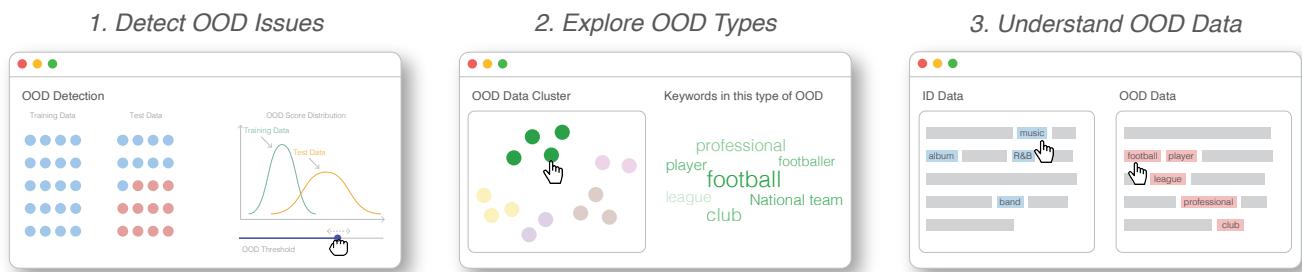 1. Detect OOD Issues
OOD Detection
Training Data
Test Data
OOD Score Distribution
Training Data
Test Data
OOD Threshold
2. Explore OOD Types
OOD Data Cluster
Keywords in this type of OOD
professional
player
footballer
football
league
National team
club
3. Understand OOD Data
ID Data
music
album
R&B
band
OOD Data
football player
league
professional
club